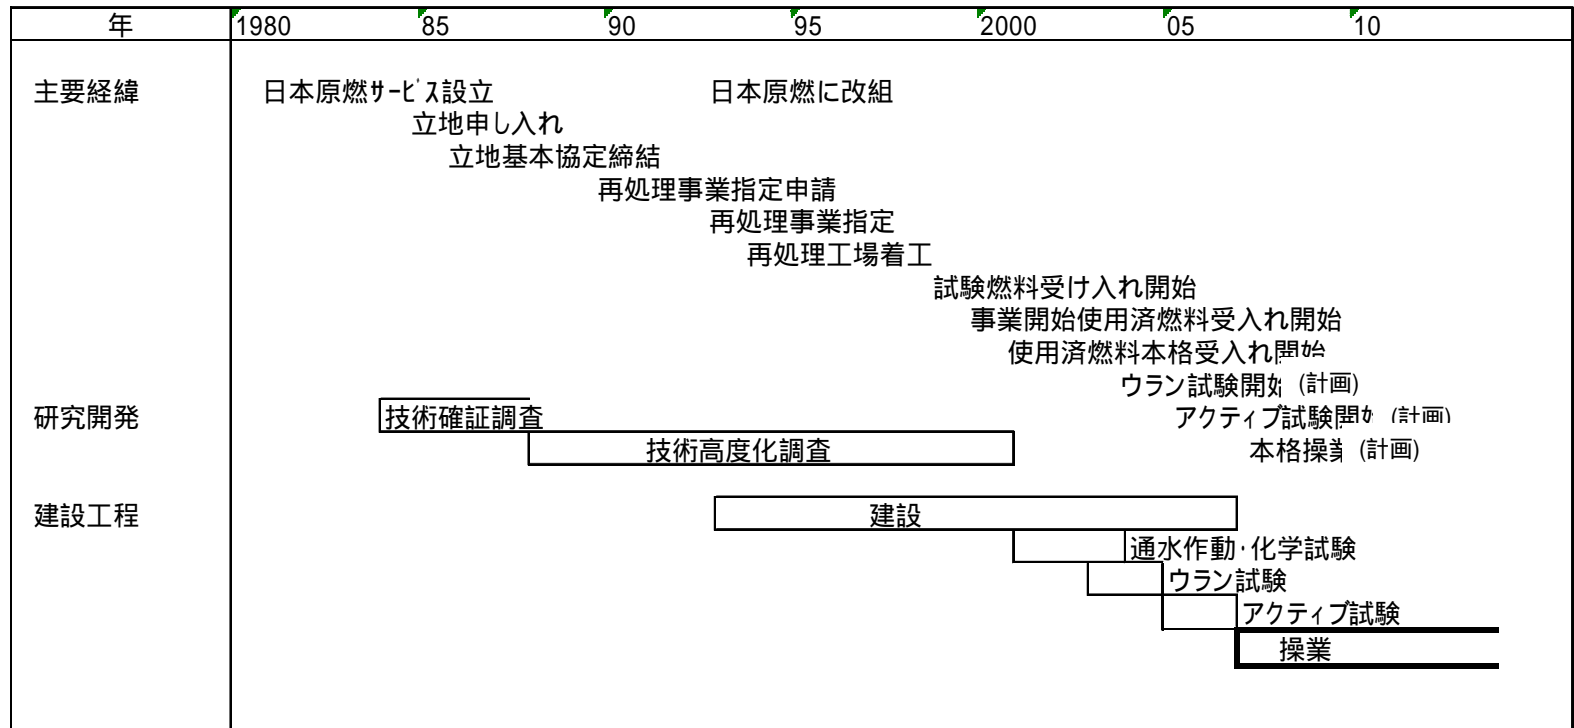 年 1980 85 90 95 2000 05 10
主要経緯 日本原燃サービス設立 日本原燃に改組
立地申し入れ
立地基本協定締結
再処理事業指定申請
再処理事業指定
再処理工場着工
試験燃料受け入れ開始
事業開始使用済燃料受入れ開始
使用済燃料本格受入れ開始
ウラン試験開始 (計画)
研究開発 技術確証調査 アクティブ試験開始 (計画)
技術高度化調査 本格操業 (計画)
建設工程 建設
通水作動･化学試験
ウラン試験
アクティブ試験
操業